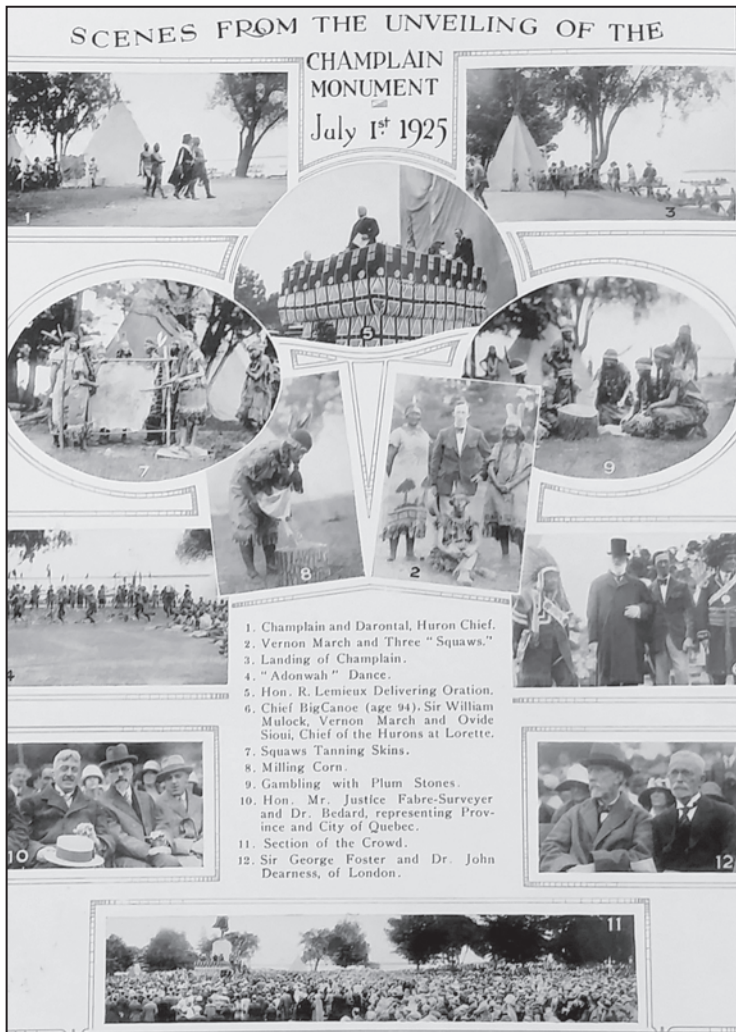 SCENES FROM THE UNVEILING OF THE
CHAMPLAIN
MONUMENT
July 1st 1925
1
3
5
7
9
8
2
4
1. Champlain and Darontal, Huron Chief.
2. Vernon March and Three "Squaws."
3. Landing of Champlain.
4. "Adonwah" Dance.
5. Hon. R. Lemieux Delivering Oration.
6. Chief BigCanoe (age 94), Sir William
Mulock, Vernon March and Ovide
Sioui, Chief of the Hurons at Lorette.
7. Squaws Tanning Skins.
8. Milling Corn.
9. Gambling with Plum Stones.
10. Hon. Mr. Justice Fabre-Surveyer
and Dr. Bedard, representing Prov-
ince and City of Quebec.
11. Section of the Crowd.
12. Sir George Foster and Dr. John
Dearness, of London.
10
12
11